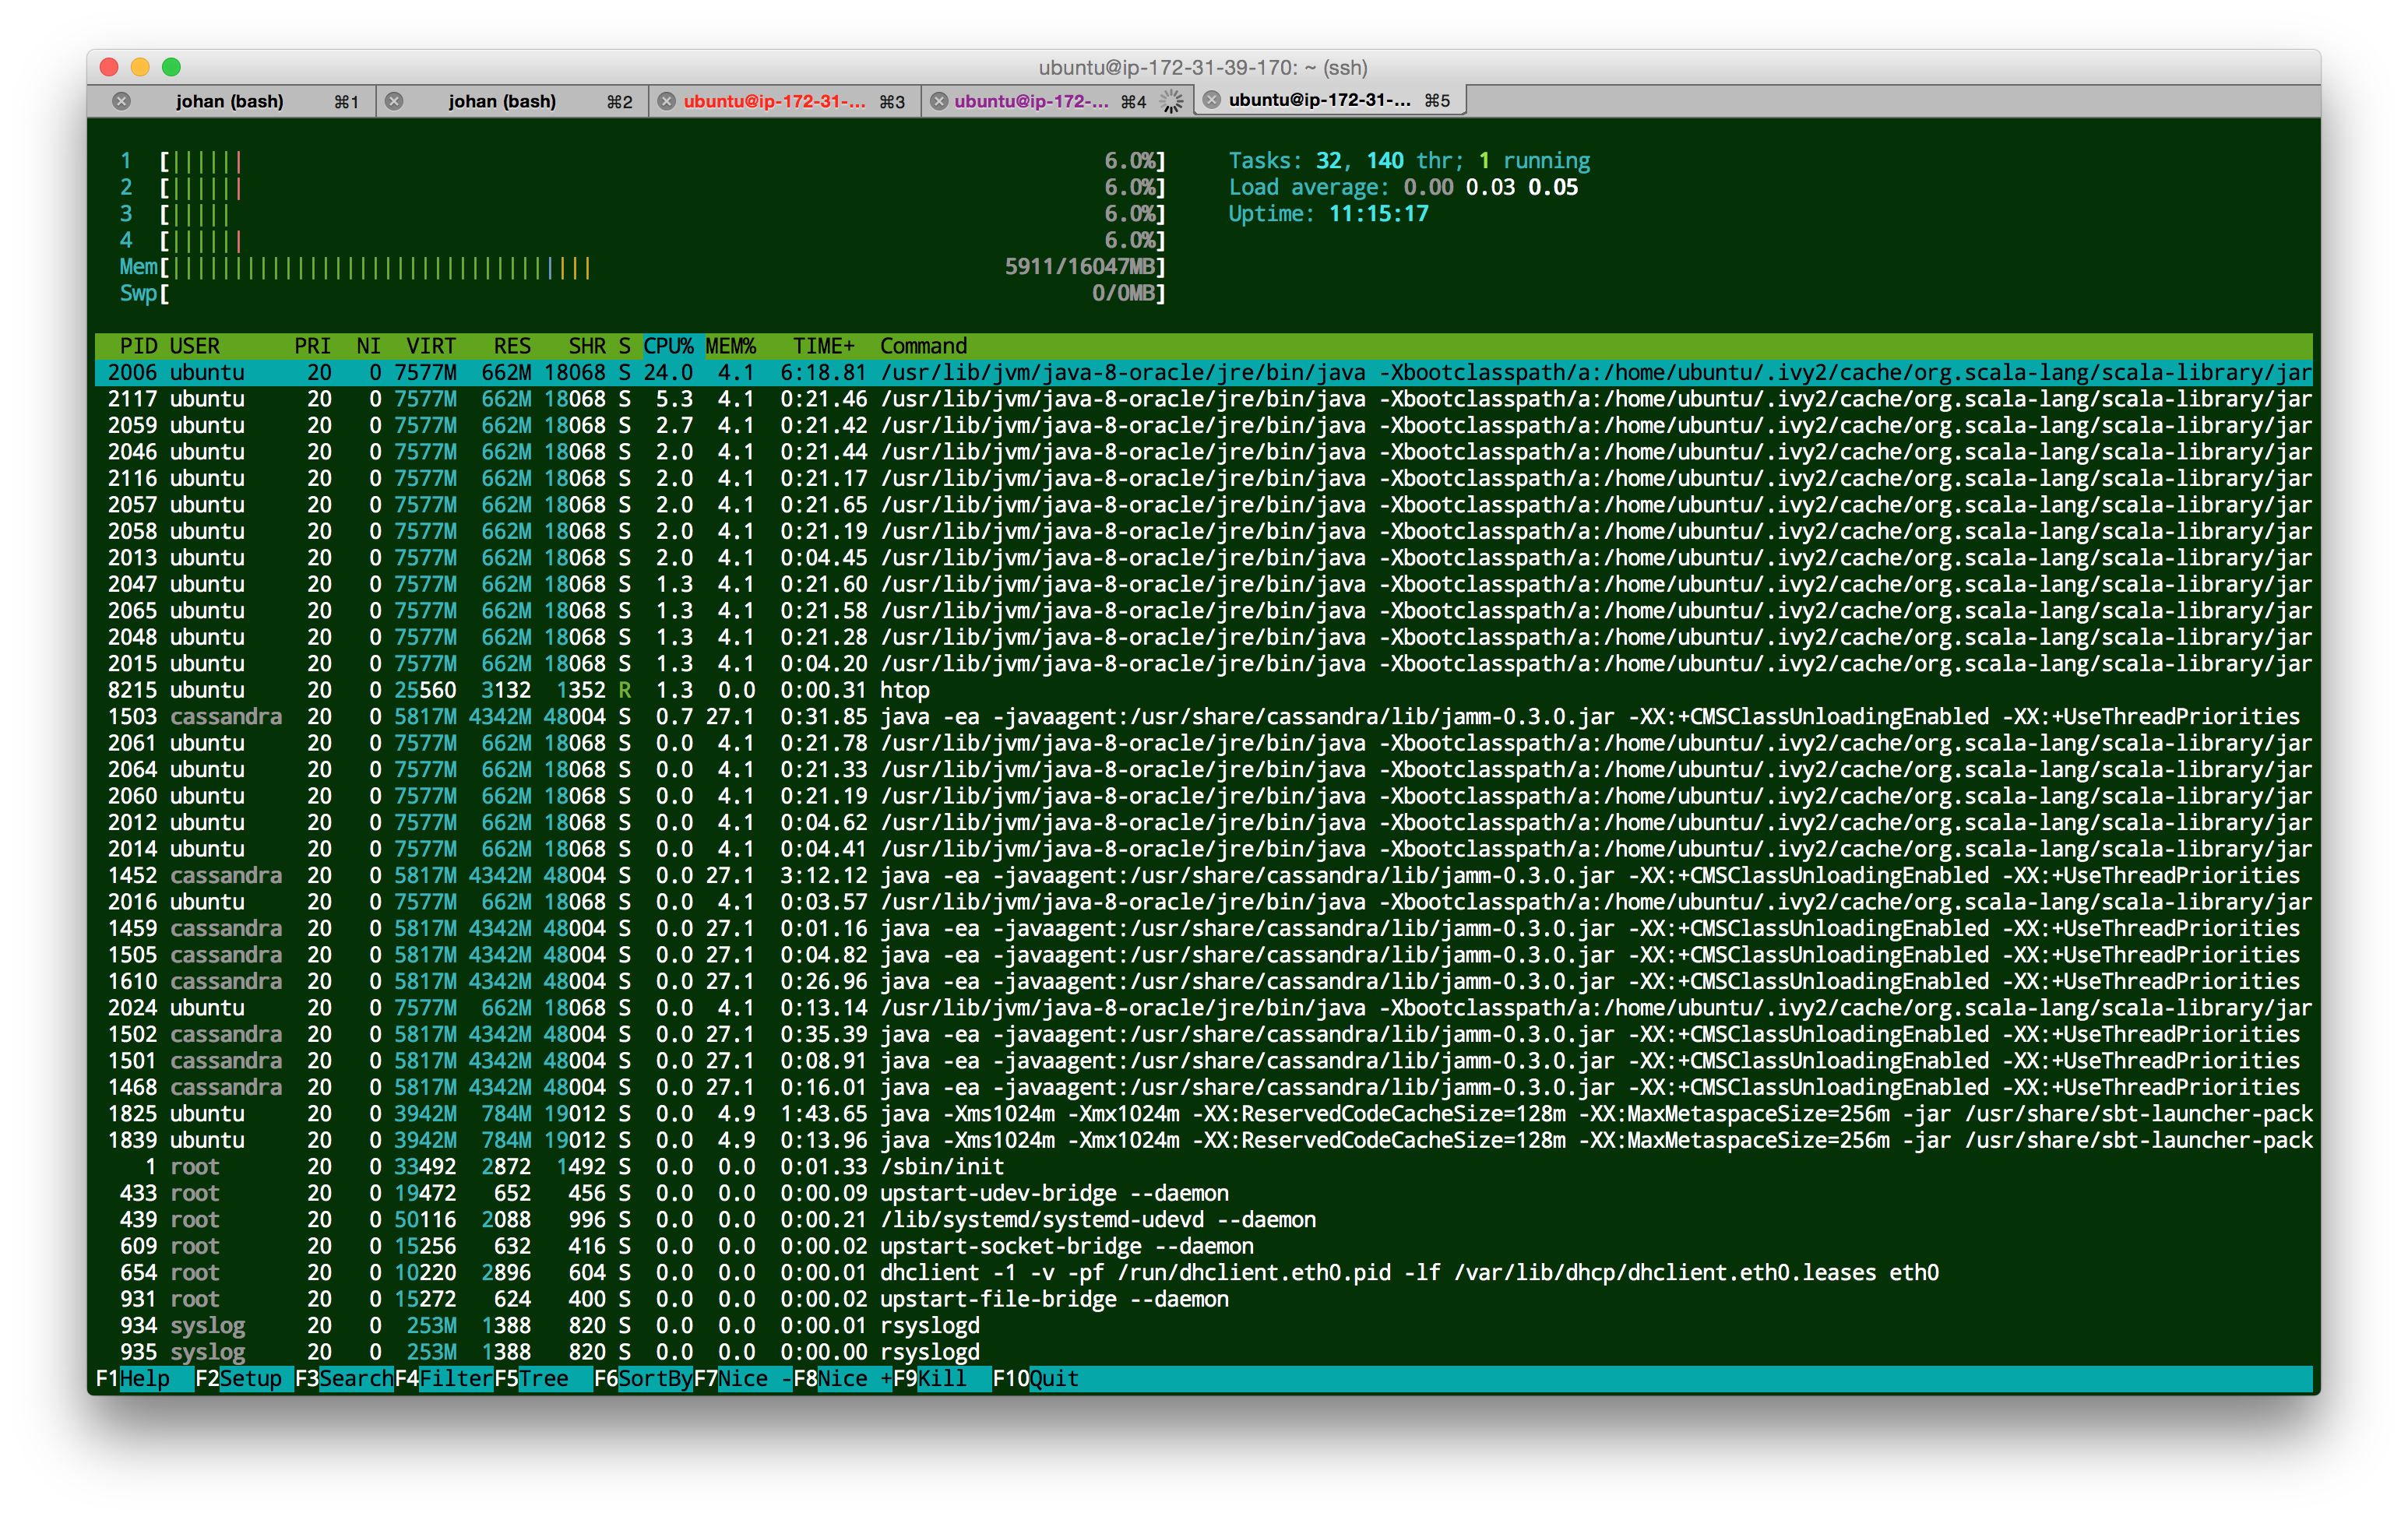 ubuntu@ip-172-31-39-170: ~ (ssh)
johan (bash) ⌘1 johan (bash) ⌘2 ubuntu@ip-172-31-... ⌘3 ubuntu@ip-172-... ⌘4 ubuntu@ip-172-31-... ⌘5
1 [||||||                                6.0%] Tasks: 32, 140 thr; 1 running
2 [||||||                                6.0%] Load average: 0.00 0.03 0.05
3 [|||||                                 6.0%] Uptime: 11:15:17
4 [||||||                                6.0%]
Mem[||||||||||||||||||||||||||||||||||          5911/16047MB]
Swp[                                     0/0MB]
PID USER PRI NI VIRT RES SHR S CPU% MEM% TIME+ Command
2006 ubuntu 20 0 7577M 662M 18068 S 24.0 4.1 6:18.81 /usr/lib/jvm/java-8-oracle/jre/bin/java -Xbootclasspath/a:/home/ubuntu/.ivy2/cache/org.scala-lang/scala-library/jar
2117 ubuntu 20 0 7577M 662M 18068 S 5.3 4.1 0:21.46 /usr/lib/jvm/java-8-oracle/jre/bin/java -Xbootclasspath/a:/home/ubuntu/.ivy2/cache/org.scala-lang/scala-library/jar
2059 ubuntu 20 0 7577M 662M 18068 S 2.7 4.1 0:21.42 /usr/lib/jvm/java-8-oracle/jre/bin/java -Xbootclasspath/a:/home/ubuntu/.ivy2/cache/org.scala-lang/scala-library/jar
2046 ubuntu 20 0 7577M 662M 18068 S 2.0 4.1 0:21.44 /usr/lib/jvm/java-8-oracle/jre/bin/java -Xbootclasspath/a:/home/ubuntu/.ivy2/cache/org.scala-lang/scala-library/jar
2116 ubuntu 20 0 7577M 662M 18068 S 2.0 4.1 0:21.17 /usr/lib/jvm/java-8-oracle/jre/bin/java -Xbootclasspath/a:/home/ubuntu/.ivy2/cache/org.scala-lang/scala-library/jar
2057 ubuntu 20 0 7577M 662M 18068 S 2.0 4.1 0:21.65 /usr/lib/jvm/java-8-oracle/jre/bin/java -Xbootclasspath/a:/home/ubuntu/.ivy2/cache/org.scala-lang/scala-library/jar
2058 ubuntu 20 0 7577M 662M 18068 S 2.0 4.1 0:21.19 /usr/lib/jvm/java-8-oracle/jre/bin/java -Xbootclasspath/a:/home/ubuntu/.ivy2/cache/org.scala-lang/scala-library/jar
2013 ubuntu 20 0 7577M 662M 18068 S 2.0 4.1 0:04.45 /usr/lib/jvm/java-8-oracle/jre/bin/java -Xbootclasspath/a:/home/ubuntu/.ivy2/cache/org.scala-lang/scala-library/jar
2047 ubuntu 20 0 7577M 662M 18068 S 1.3 4.1 0:21.60 /usr/lib/jvm/java-8-oracle/jre/bin/java -Xbootclasspath/a:/home/ubuntu/.ivy2/cache/org.scala-lang/scala-library/jar
2065 ubuntu 20 0 7577M 662M 18068 S 1.3 4.1 0:21.58 /usr/lib/jvm/java-8-oracle/jre/bin/java -Xbootclasspath/a:/home/ubuntu/.ivy2/cache/org.scala-lang/scala-library/jar
2048 ubuntu 20 0 7577M 662M 18068 S 1.3 4.1 0:21.28 /usr/lib/jvm/java-8-oracle/jre/bin/java -Xbootclasspath/a:/home/ubuntu/.ivy2/cache/org.scala-lang/scala-library/jar
2015 ubuntu 20 0 7577M 662M 18068 S 1.3 4.1 0:04.20 /usr/lib/jvm/java-8-oracle/jre/bin/java -Xbootclasspath/a:/home/ubuntu/.ivy2/cache/org.scala-lang/scala-library/jar
8215 ubuntu 20 0 25560 3132 1352 R 1.3 0.0 0:00.31 htop
1503 cassandra 20 0 5817M 4342M 48004 S 0.7 27.1 0:31.85 java -ea -javaagent:/usr/share/cassandra/lib/jamm-0.3.0.jar -XX:+CMSClassUnloadingEnabled -XX:+UseThreadPriorities
2061 ubuntu 20 0 7577M 662M 18068 S 0.0 4.1 0:21.78 /usr/lib/jvm/java-8-oracle/jre/bin/java -Xbootclasspath/a:/home/ubuntu/.ivy2/cache/org.scala-lang/scala-library/jar
2064 ubuntu 20 0 7577M 662M 18068 S 0.0 4.1 0:21.33 /usr/lib/jvm/java-8-oracle/jre/bin/java -Xbootclasspath/a:/home/ubuntu/.ivy2/cache/org.scala-lang/scala-library/jar
2060 ubuntu 20 0 7577M 662M 18068 S 0.0 4.1 0:21.19 /usr/lib/jvm/java-8-oracle/jre/bin/java -Xbootclasspath/a:/home/ubuntu/.ivy2/cache/org.scala-lang/scala-library/jar
2012 ubuntu 20 0 7577M 662M 18068 S 0.0 4.1 0:04.62 /usr/lib/jvm/java-8-oracle/jre/bin/java -Xbootclasspath/a:/home/ubuntu/.ivy2/cache/org.scala-lang/scala-library/jar
2014 ubuntu 20 0 7577M 662M 18068 S 0.0 4.1 0:04.41 /usr/lib/jvm/java-8-oracle/jre/bin/java -Xbootclasspath/a:/home/ubuntu/.ivy2/cache/org.scala-lang/scala-library/jar
1452 cassandra 20 0 5817M 4342M 48004 S 0.0 27.1 3:12.12 java -ea -javaagent:/usr/share/cassandra/lib/jamm-0.3.0.jar -XX:+CMSClassUnloadingEnabled -XX:+UseThreadPriorities
2016 ubuntu 20 0 7577M 662M 18068 S 0.0 4.1 0:03.57 /usr/lib/jvm/java-8-oracle/jre/bin/java -Xbootclasspath/a:/home/ubuntu/.ivy2/cache/org.scala-lang/scala-library/jar
1459 cassandra 20 0 5817M 4342M 48004 S 0.0 27.1 0:01.16 java -ea -javaagent:/usr/share/cassandra/lib/jamm-0.3.0.jar -XX:+CMSClassUnloadingEnabled -XX:+UseThreadPriorities
1505 cassandra 20 0 5817M 4342M 48004 S 0.0 27.1 0:04.82 java -ea -javaagent:/usr/share/cassandra/lib/jamm-0.3.0.jar -XX:+CMSClassUnloadingEnabled -XX:+UseThreadPriorities
1610 cassandra 20 0 5817M 4342M 48004 S 0.0 27.1 0:26.96 java -ea -javaagent:/usr/share/cassandra/lib/jamm-0.3.0.jar -XX:+CMSClassUnloadingEnabled -XX:+UseThreadPriorities
2024 ubuntu 20 0 7577M 662M 18068 S 0.0 4.1 0:13.14 /usr/lib/jvm/java-8-oracle/jre/bin/java -Xbootclasspath/a:/home/ubuntu/.ivy2/cache/org.scala-lang/scala-library/jar
1502 cassandra 20 0 5817M 4342M 48004 S 0.0 27.1 0:35.39 java -ea -javaagent:/usr/share/cassandra/lib/jamm-0.3.0.jar -XX:+CMSClassUnloadingEnabled -XX:+UseThreadPriorities
1501 cassandra 20 0 5817M 4342M 48004 S 0.0 27.1 0:08.91 java -ea -javaagent:/usr/share/cassandra/lib/jamm-0.3.0.jar -XX:+CMSClassUnloadingEnabled -XX:+UseThreadPriorities
1468 cassandra 20 0 5817M 4342M 48004 S 0.0 27.1 0:16.01 java -ea -javaagent:/usr/share/cassandra/lib/jamm-0.3.0.jar -XX:+CMSClassUnloadingEnabled -XX:+UseThreadPriorities
1825 ubuntu 20 0 3942M 784M 19012 S 0.0 4.9 1:43.65 java -Xms1024m -Xmx1024m -XX:ReservedCodeCacheSize=128m -XX:MaxMetaspaceSize=256m -jar /usr/share/sbt-launcher-pack
1839 ubuntu 20 0 3942M 784M 19012 S 0.0 4.9 0:13.96 java -Xms1024m -Xmx1024m -XX:ReservedCodeCacheSize=128m -XX:MaxMetaspaceSize=256m -jar /usr/share/sbt-launcher-pack
1 root 20 0 33492 2872 1492 S 0.0 0.0 0:01.33 /sbin/init
433 root 20 0 19472 652 456 S 0.0 0.0 0:00.09 upstart-udev-bridge --daemon
439 root 20 0 50116 2088 996 S 0.0 0.0 0:00.21 /lib/systemd/systemd-udevd --daemon
609 root 20 0 15256 632 416 S 0.0 0.0 0:00.02 upstart-socket-bridge --daemon
654 root 20 0 10220 2896 604 S 0.0 0.0 0:00.01 dhclient -1 -v -pf /run/dhclient.eth0.pid -lf /var/lib/dhcp/dhclient.eth0.leases eth0
931 root 20 0 15272 624 400 S 0.0 0.0 0:00.02 upstart-file-bridge --daemon
934 syslog 20 0 253M 1388 820 S 0.0 0.0 0:00.01 rsyslogd
935 syslog 20 0 253M 1388 820 S 0.0 0.0 0:00.00 rsyslogd
F1Help F2Setup F3SearchF4FilterF5Tree F6SortByF7Nice -F8Nice +F9Kill F10Quit